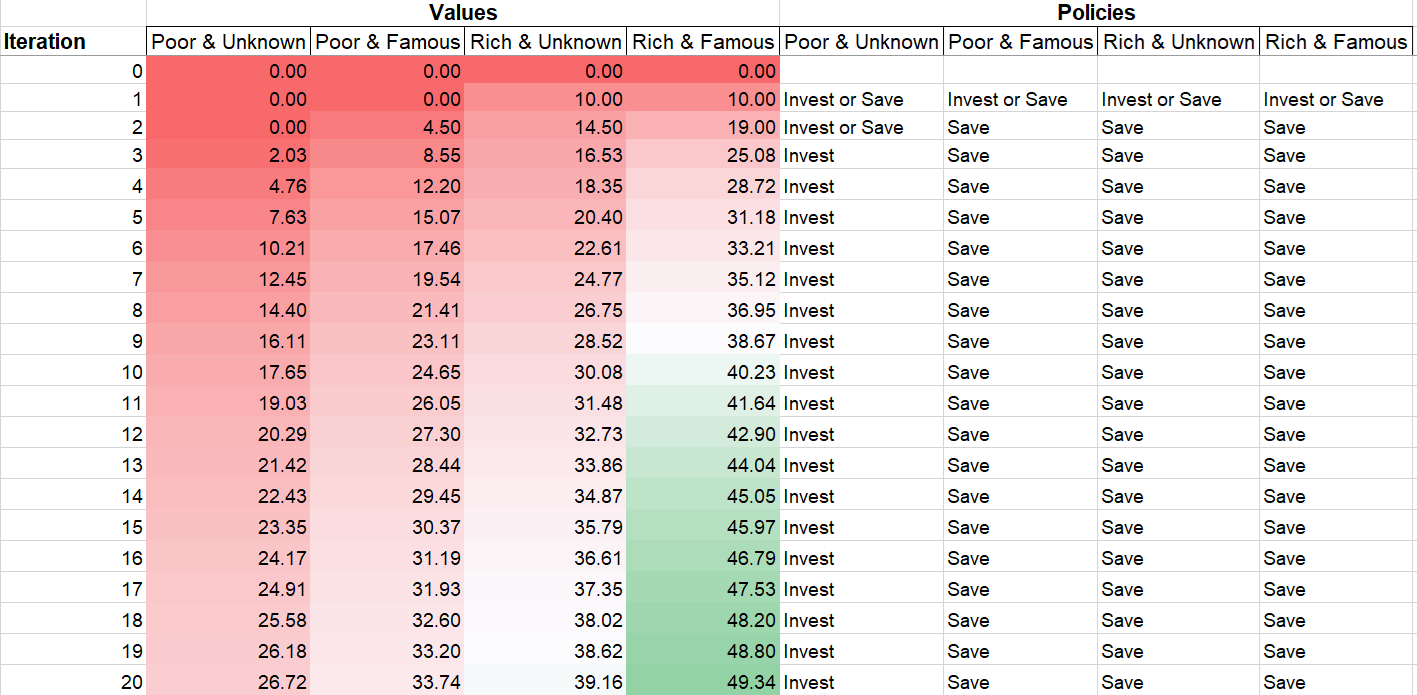 Values Policies
Iteration Poor & Unknown Poor & Famous Rich & Unknown Rich & Famous Poor & Unknown Poor & Famous Rich & Unknown Rich & Famous
0 0.00 0.00 0.00 0.00
1 0.00 0.00 10.00 10.00 Invest or Save Invest or Save Invest or Save Invest or Save
2 0.00 4.50 14.50 19.00 Invest or Save Save Save Save
3 2.03 8.55 16.53 25.08 Invest Save Save Save
4 4.76 12.20 18.35 28.72 Invest Save Save Save
5 7.63 15.07 20.40 31.18 Invest Save Save Save
6 10.21 17.46 22.61 33.21 Invest Save Save Save
7 12.45 19.54 24.77 35.12 Invest Save Save Save
8 14.40 21.41 26.75 36.95 Invest Save Save Save
9 16.11 23.11 28.52 38.67 Invest Save Save Save
10 17.65 24.65 30.08 40.23 Invest Save Save Save
11 19.03 26.05 31.48 41.64 Invest Save Save Save
12 20.29 27.30 32.73 42.90 Invest Save Save Save
13 21.42 28.44 33.86 44.04 Invest Save Save Save
14 22.43 29.45 34.87 45.05 Invest Save Save Save
15 23.35 30.37 35.79 45.97 Invest Save Save Save
16 24.17 31.19 36.61 46.79 Invest Save Save Save
17 24.91 31.93 37.35 47.53 Invest Save Save Save
18 25.58 32.60 38.02 48.20 Invest Save Save Save
19 26.18 33.20 38.62 48.80 Invest Save Save Save
20 26.72 33.74 39.16 49.34 Invest Save Save Save